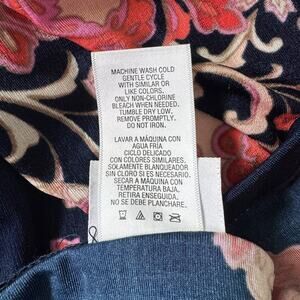 MACHINE WASH COLD
GENTLE CYCLE
WITH SIMILAR OR
LIKE COLORS.
ONLY NON-CHLORINE
BLEACH WHEN NEEDED.
TUMBLE DRY LOW.
REMOVE PROMPTLY.
DO NOT IRON.
LAVAR A MÁQUINA CON
AGUA FRÍA
CICLO DELICADO
CON COLORES SIMILARES.
SOLAMENTE BLANQUEADOR
SIN CLORO SI ES NECESARIO.
SECAR A MÁQUINA CON
TEMPERATURA BAJA.
RETIRA ENSEGUIDA.
NO SE DEBE PLANCHARE.